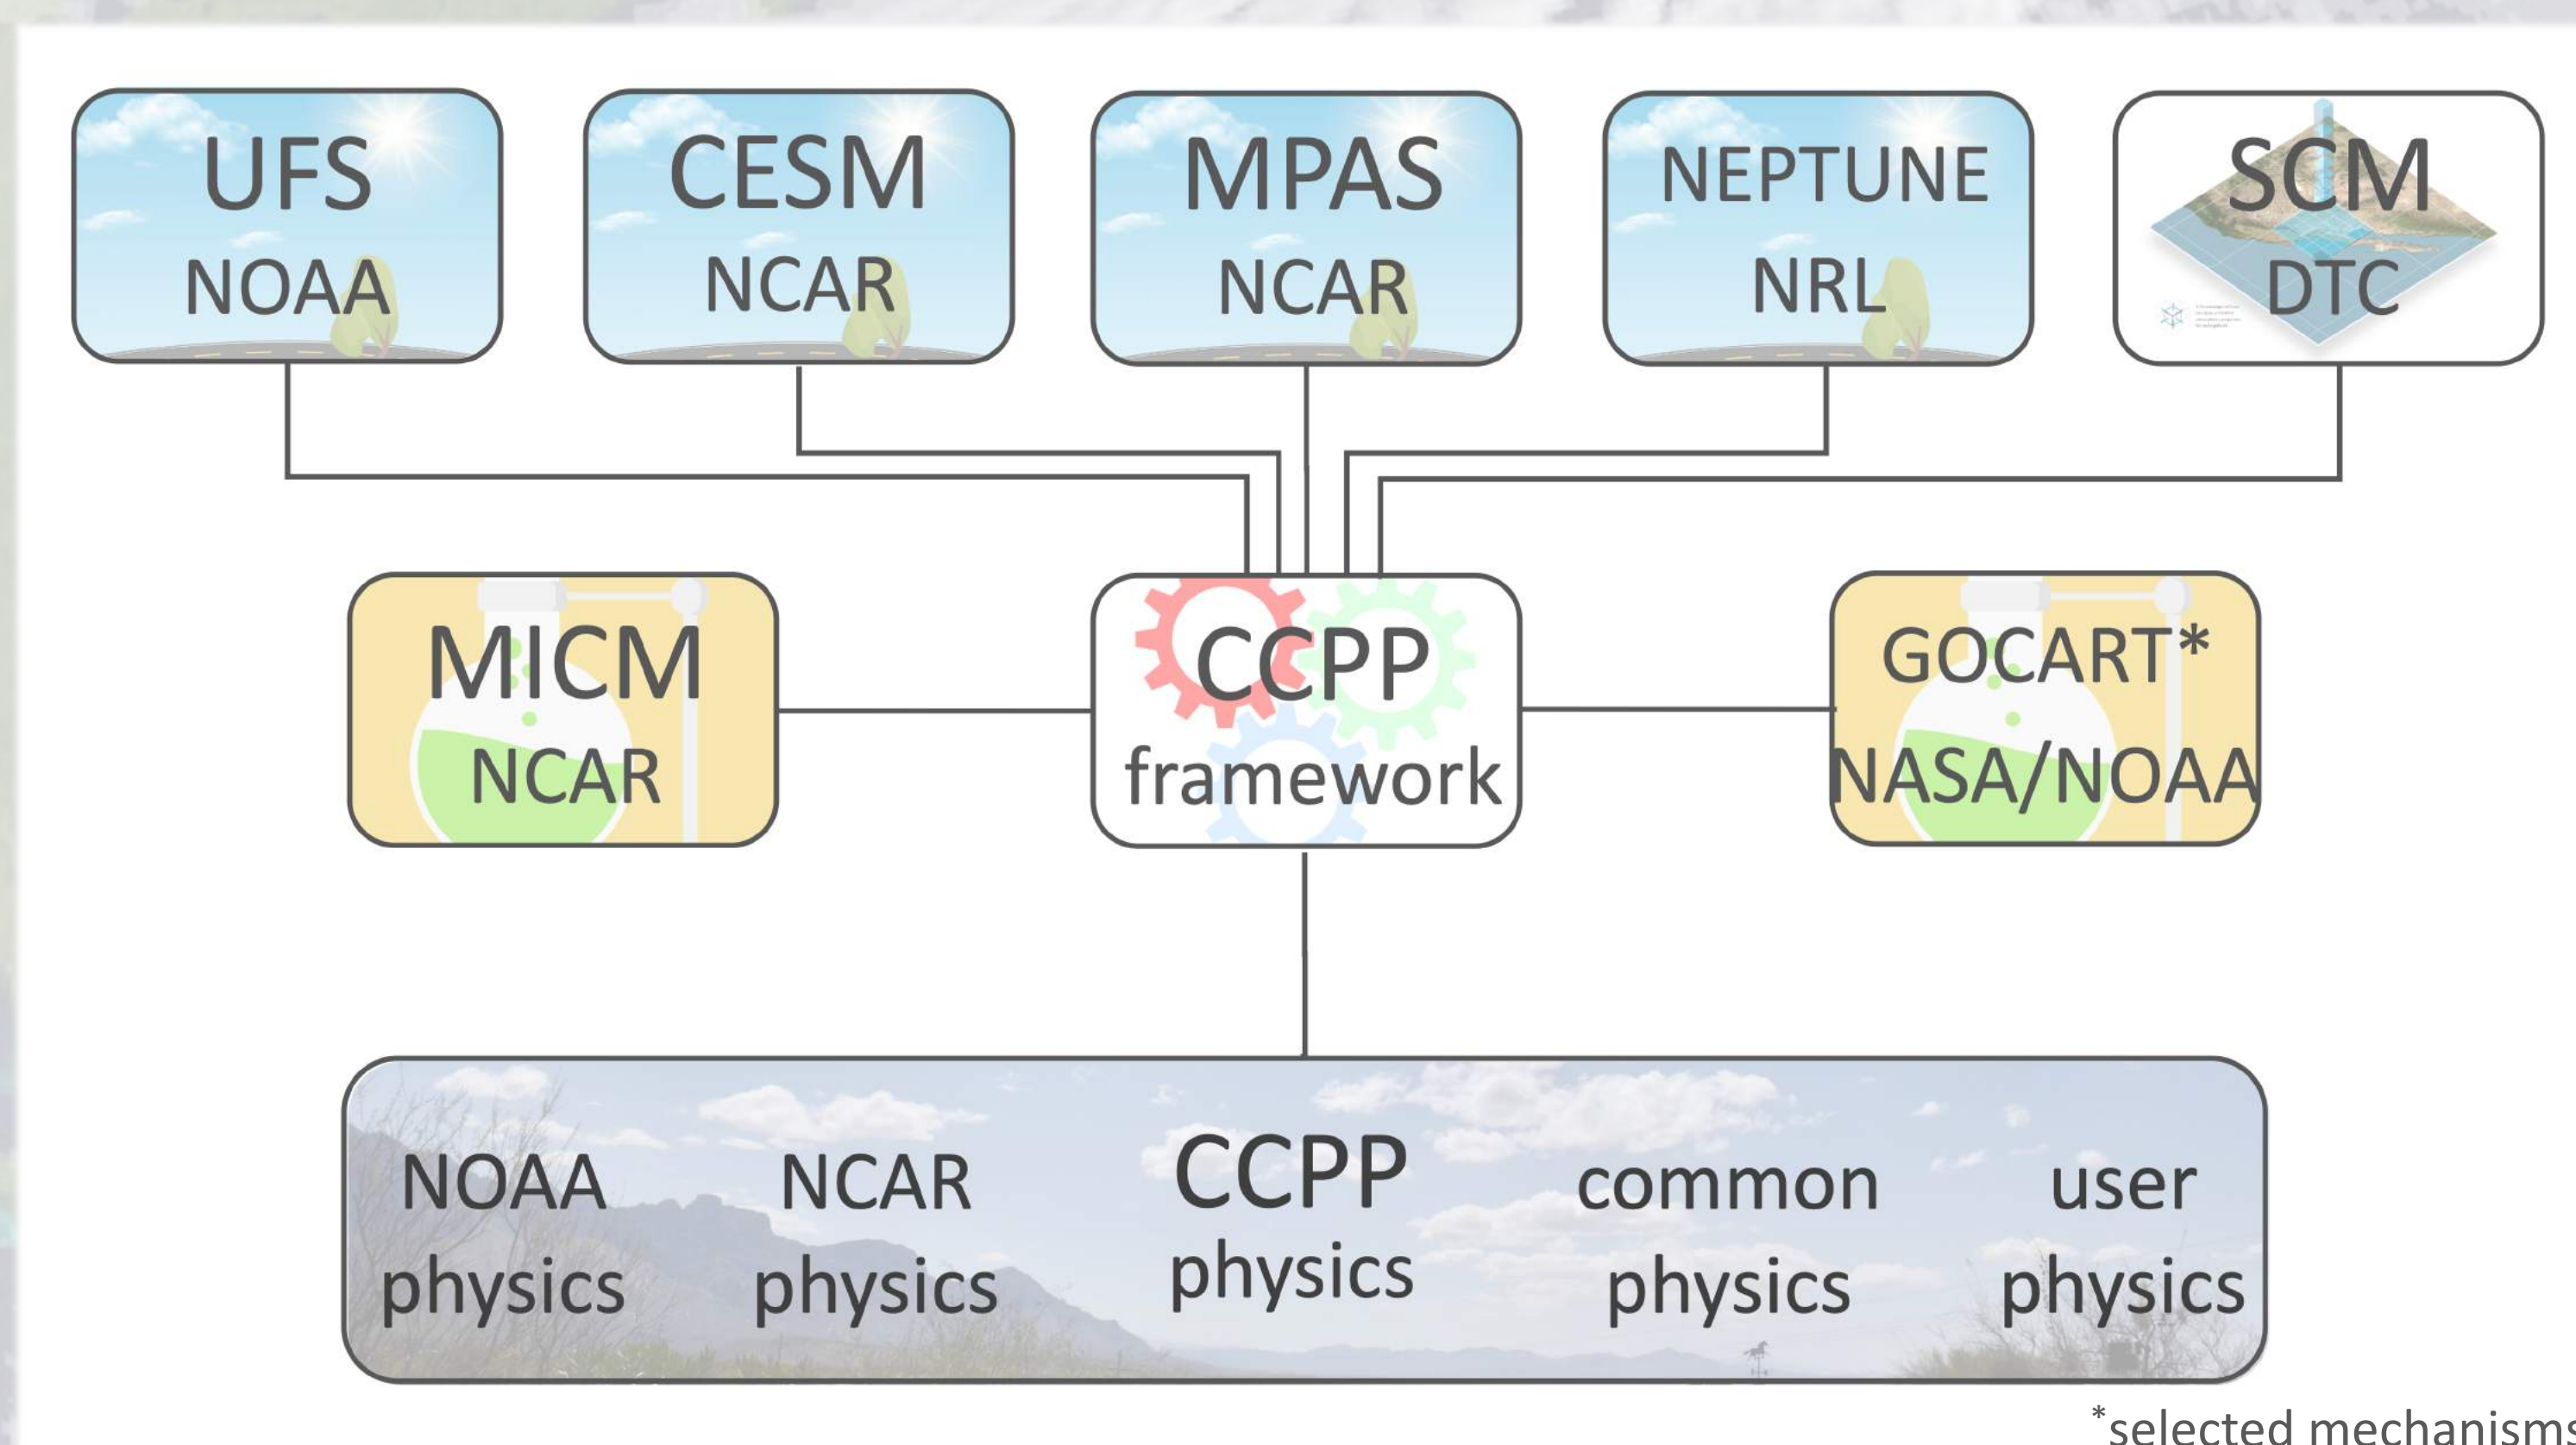 UFS
NOAA
CESM
NCAR
MPAS
NCAR
NEPTUNE
NRL
SCM
DTC
MICM
NCAR
CCPP
framework
GOCART*
NASA/NOAA
NOAA
physics
NCAR
physics
CCPP
physics
common
physics
user
physics
*selected mechanisms